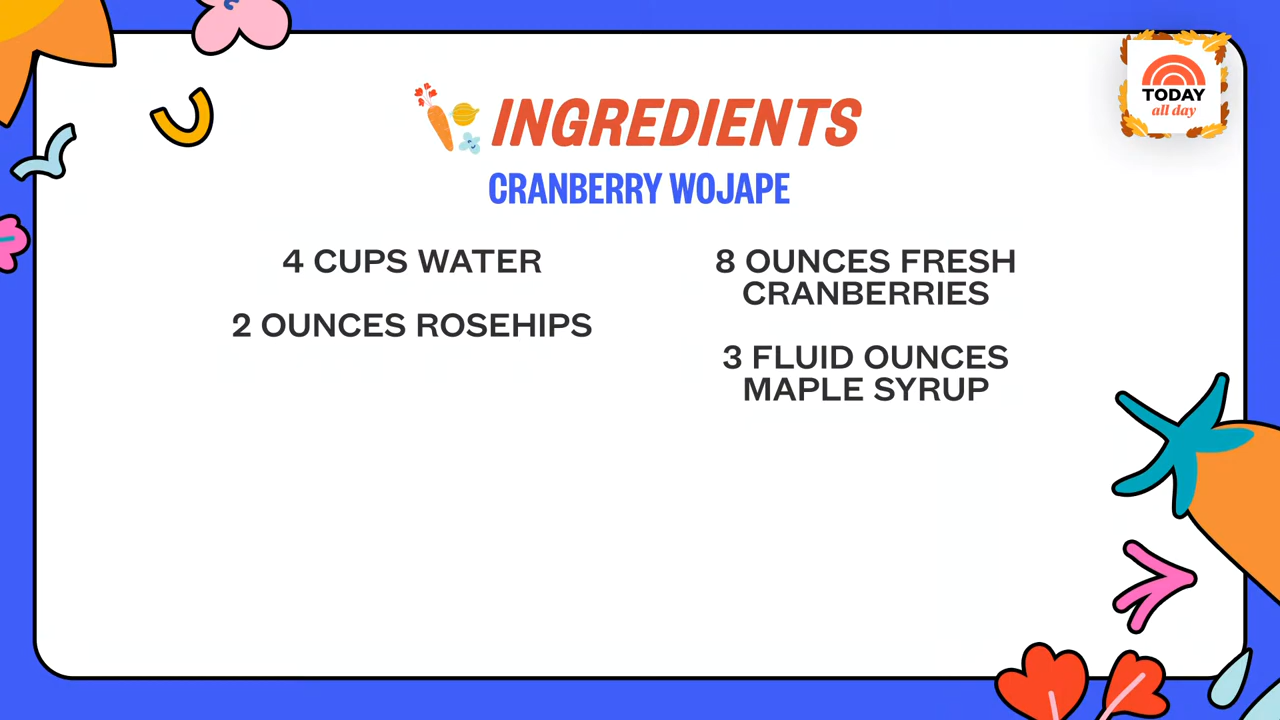 INGREDIENTS
CRANBERRY WOJAPE
4 CUPS WATER
2 OUNCES ROSEHIPS
8 OUNCES FRESH
CRANBERRIES
3 FLUID OUNCES
MAPLE SYRUP
TODAY
all day